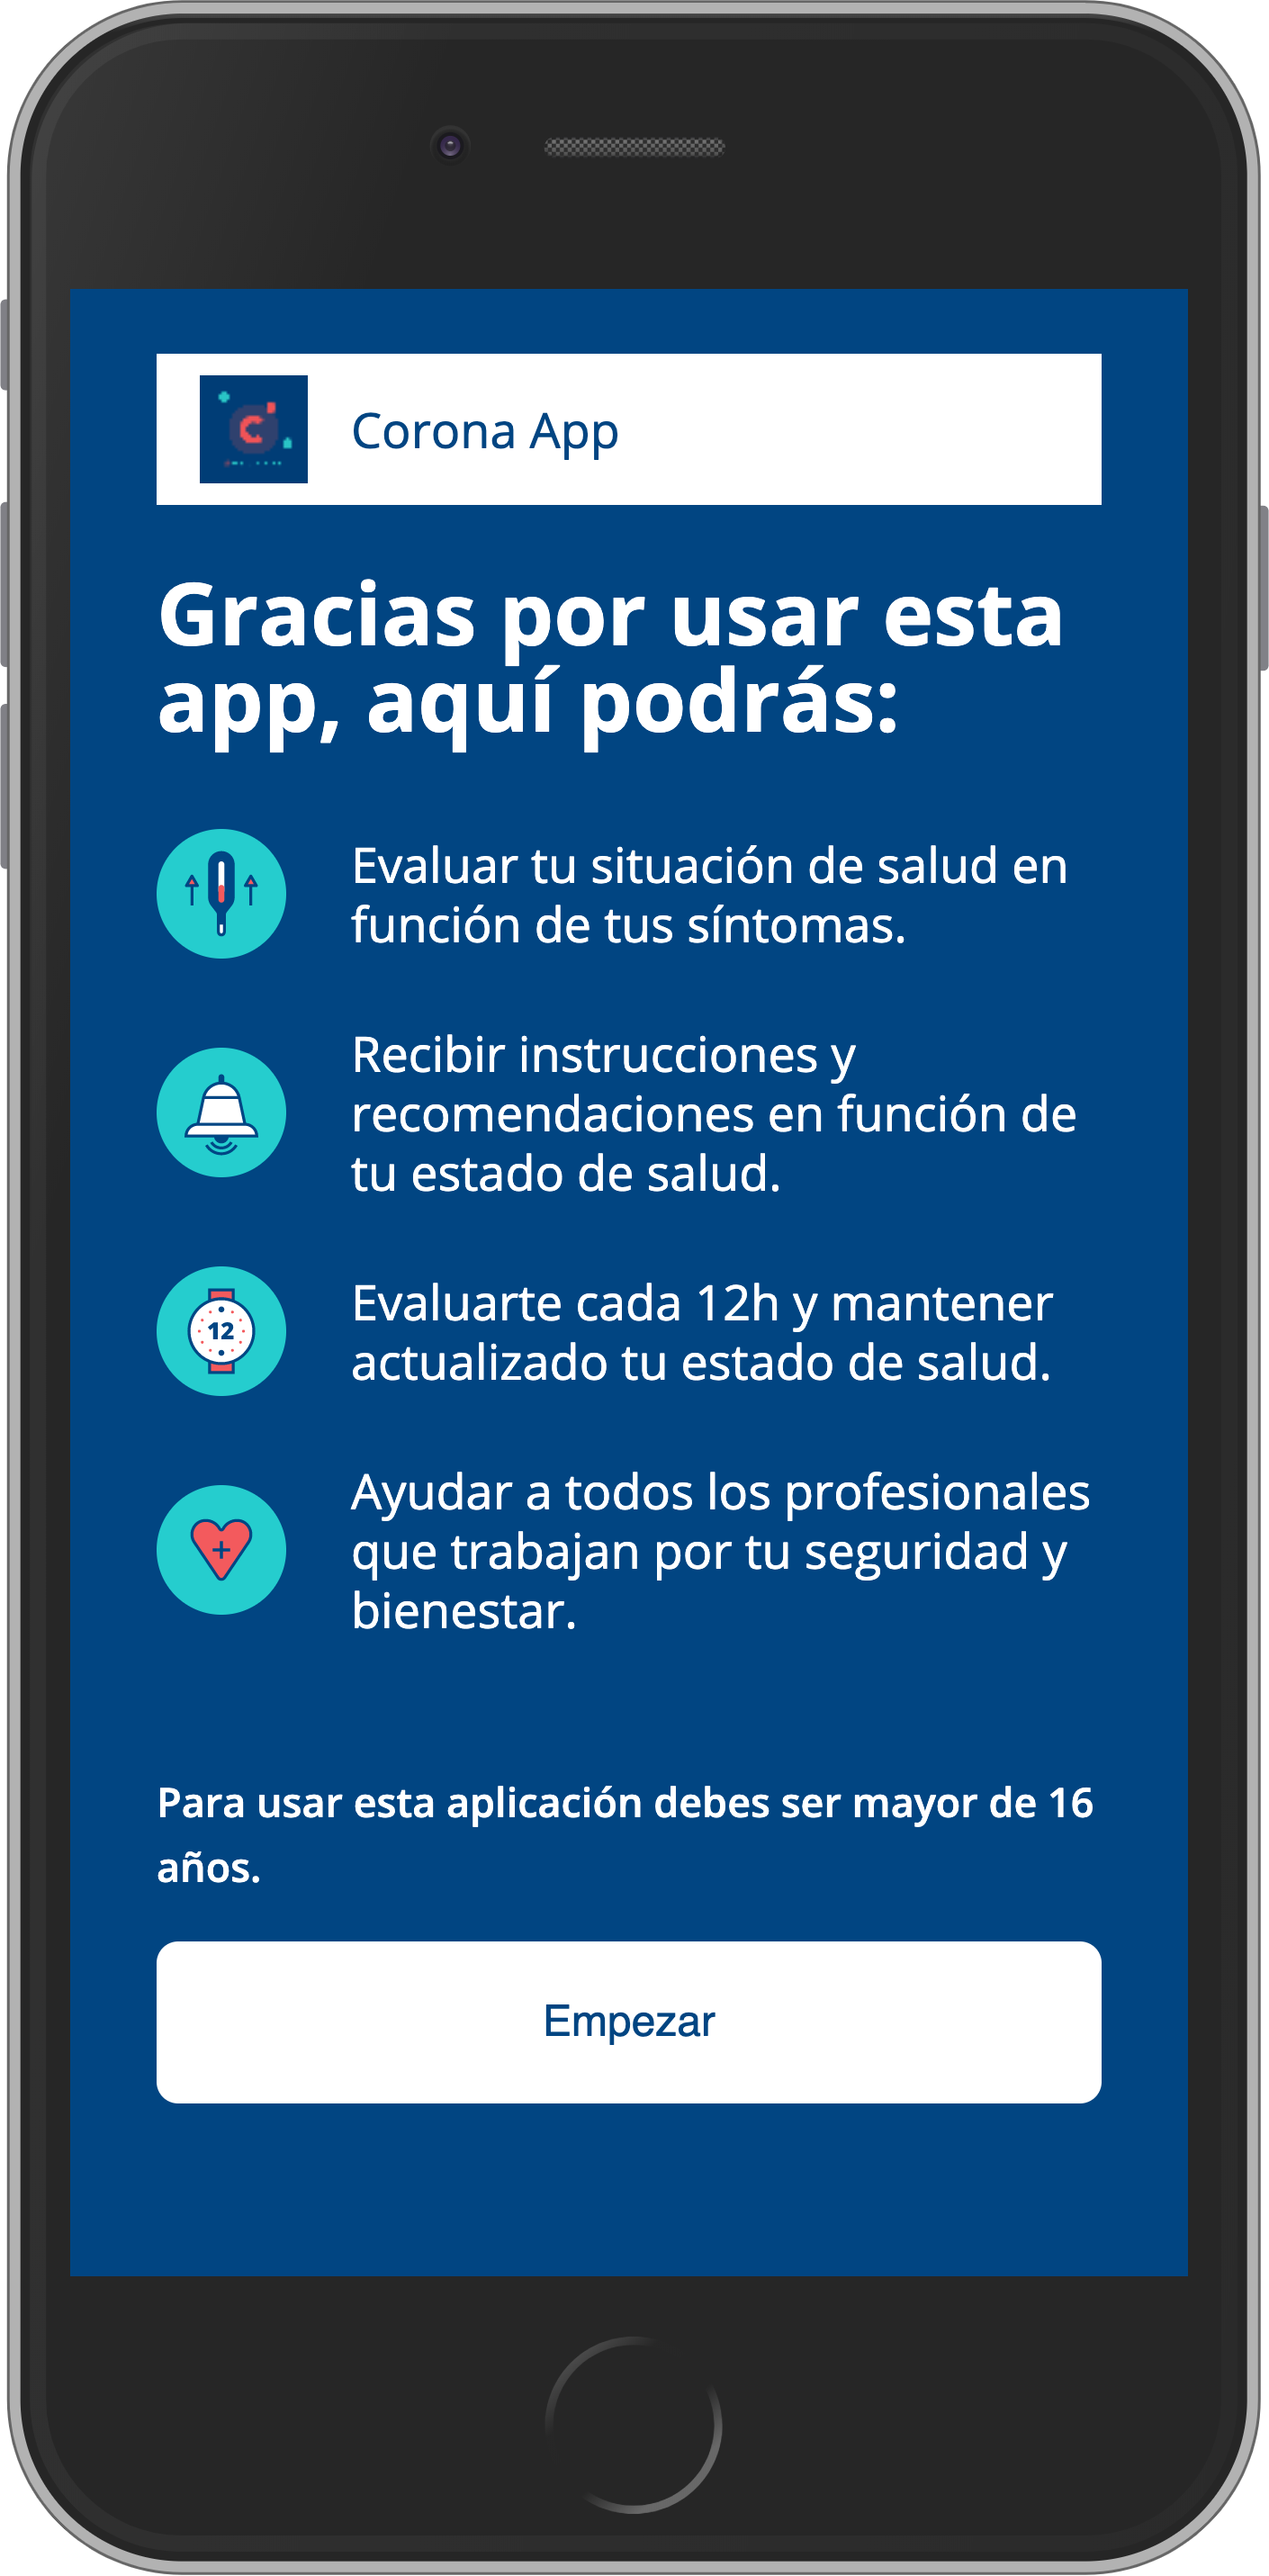 C
Corona App
Gracias por usar esta
app, aquí podrás:
Evaluar tu situación de salud en
función de tus síntomas.
Recibir instrucciones y
recomendaciones en función de
tu estado de salud.
12
Evaluarte cada 12h y mantener
actualizado tu estado de salud.
Ayudar a todos los profesionales
que trabajan por tu seguridad y
bienestar.
Para usar esta aplicación debes ser mayor de 16
años.
Empezar